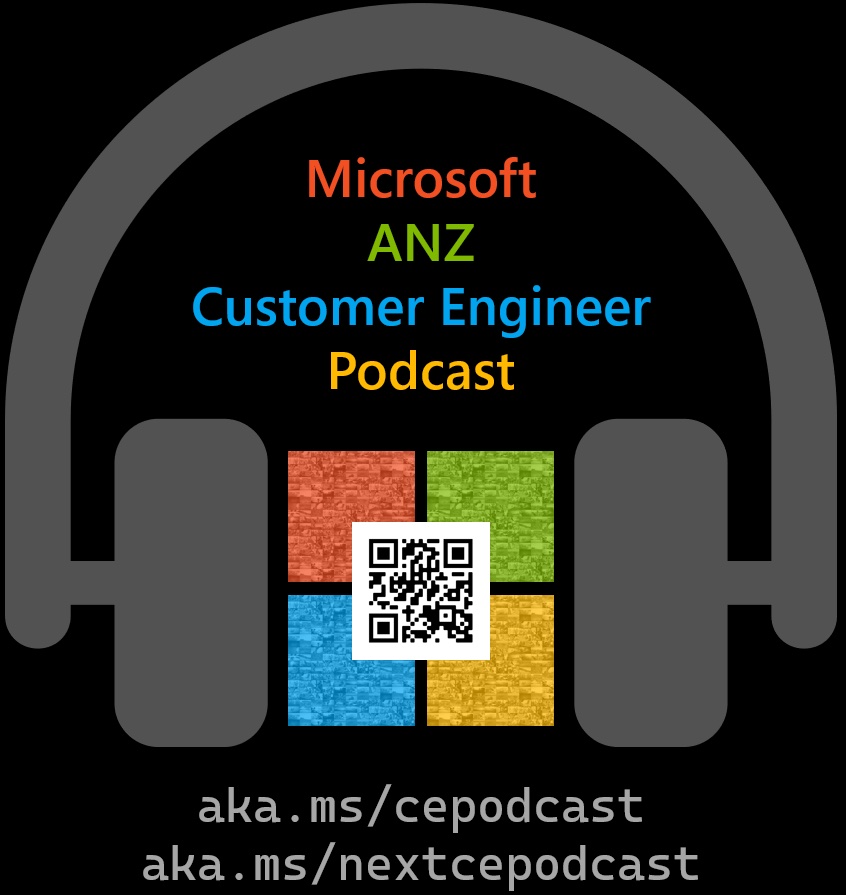 Microsoft
ANZ
Customer Engineer
Podcast
aka.ms/cepodcast
aka.ms/nextcepodcast